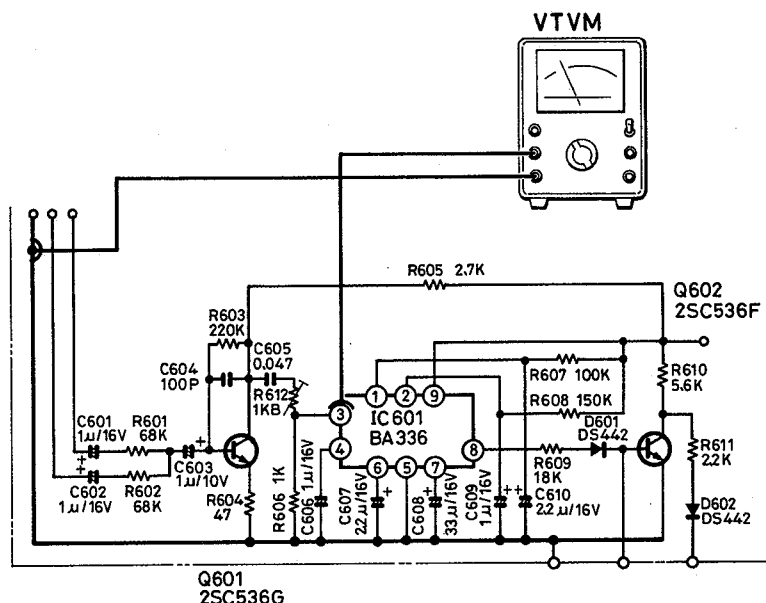 VTVM
R605 2.7K
Q602
2SC536F
R603
220K
C605
0.047
C604
100P
R612
1KB
R607 100K
R610
5.6K
R608 150K
1
2
9
3
IC601
BA336
4
8
6
5
7
C601
1μ/16V
R601
68K
D601
DS442
R611
2.2K
C603
1μ/10V
C602
1μ/16V
R602
68K
R604
47
R606 1K
C606 1μ/16V
C607
2.2μ/16V
C608
33μ/16V
C609
1μ/16V
C610
2.2μ/16V
R609
18K
D602
DS442
Q601
2SC536G